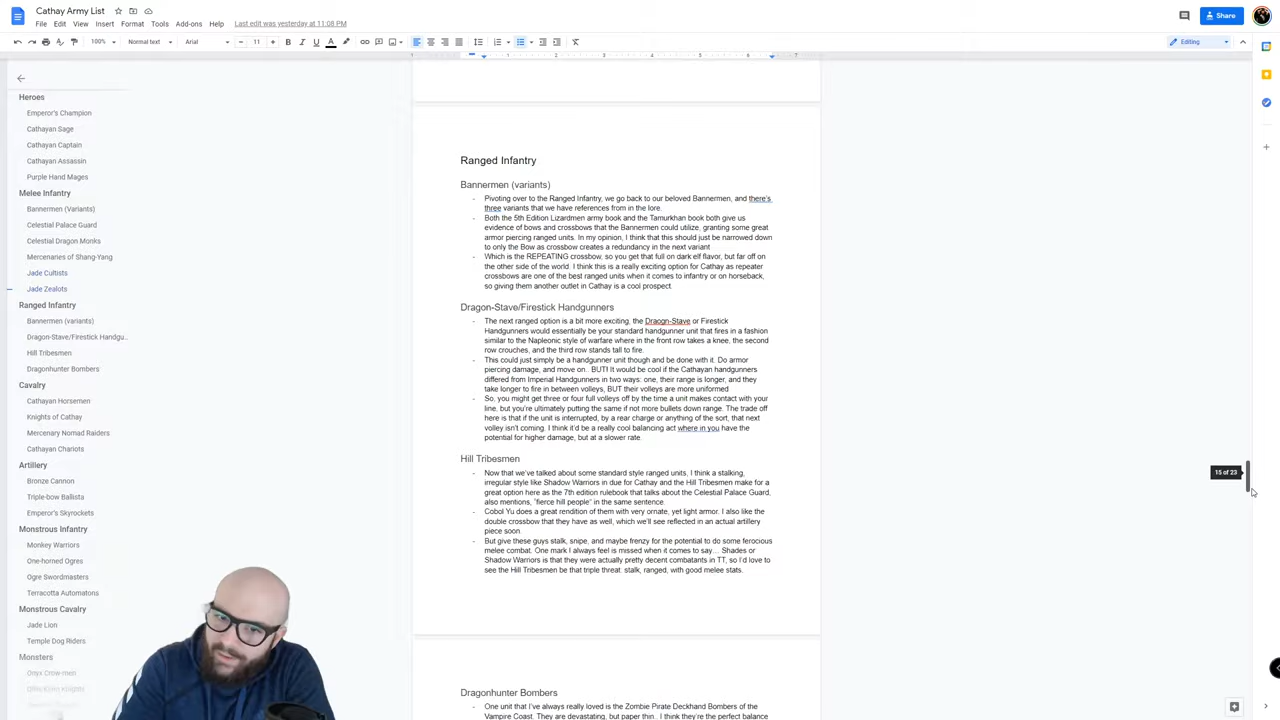 Cathay Army List
File Edit View Insert Format Tools Add-ons Help Last edit was yesterday at 11:08 PM
Share
100% Normal text Arial 11 Editing
1 1 2 3 4 5 6 7
Heroes
Emperor's Champion
Cathayan Sage
Cathayan Captain
Cathayan Assassin
Purple Hand Mages
Melee Infantry
Bannermen (Variants)
Celestial Palace Guard
Celestial Dragon Monks
Mercenaries of Shang-Yang
Jade Cultists
Jade Zealots
Ranged Infantry
Bannermen (variants)
Dragon-Stave/Firestick Handgu...
Hill Tribesmen
Dragonhunter Bombers
Cavalry
Cathayan Horsemen
Knights of Cathay
Mercenary Nomad Raiders
Cathayan Chariots
Artillery
Bronze Cannon
Triple-bow Ballista
Emperor's Skyrockets
Monstrous Infantry
Monkey Warriors
One-horned Ogres
Ogre Swordmasters
Terracotta Automatons
Monstrous Cavalry
Jade Lion
Temple Dog Riders
Monsters
Onyx Crow-men
Ranged Infantry
Bannermen (variants)
- Pivoting over to the Ranged Infantry, we go back to our beloved Bannermen, and there's
three variants that we have references from in the lore.
- Both the 5th Edition Lizardmen army book and the Tamurkhan book both give us
evidence of bows and crossbows that the Bannermen could utilize, granting some great
armor piercing ranged units. In my opinion, I think that this should just be narrowed down
to only the Bow as crossbow creates a redundancy in the next variant
- Which is the REPEATING crossbow, so you get that full on dark elf flavor, but far off on
the other side of the world. I think this is a really exciting option for Cathay as repeater
crossbows are one of the best ranged units when it comes to infantry or on horseback,
so giving them another outlet in Cathay is a cool prospect.
Dragon-Stave/Firestick Handgunners
- The next ranged option is a bit more exciting, the Draogn-Stave or Firestick
Handgunners would essentially be your standard handgunner unit that fires in a fashion
similar to the Napleonic style of warfare where in the front row takes a knee, the second
row crouches, and the third row stands tall to fire.
- This could just simply be a handgunner unit though and be done with it. Do armor
piercing damage, and move on.. BUT! It would be cool if the Cathayan handgunners
differed from Imperial Handgunners in two ways: one, their range is longer, and they
take longer to fire in between volleys, BUT their volleys are more uniformed
- So, you might get three or four full volleys off by the time a unit makes contact with your
line, but you're ultimately putting the same if not more bullets down range. The trade off
here is that if the unit is interrupted, by a rear charge or anything of the sort, that next
volley isn't coming. I think it'd be a really cool balancing act where in you have the
potential for higher damage, but at a slower rate.
Hill Tribesmen
- Now that we've talked about some standard style ranged units, I think a stalking,
irregular style like Shadow Warriors in due for Cathay and the Hill Tribesmen make for a
great option here as the 7th edition rulebook that talks about the Celestial Palace Guard,
also mentions, "fierce hill people" in the same sentence.
- Cobol Yu does a great rendition of them with very ornate, yet light armor. I also like the
double crossbow that they have as well, which we'll see reflected in an actual artillery
piece soon.
- But give these guys stalk, snipe, and maybe frenzy for the potential to do some ferocious
melee combat. One mark I always feel is missed when it comes to say... Shades or
Shadow Warriors is that they were actually pretty decent combatants in TT, so I'd love to
see the Hill Tribesmen be that triple threat. stalk, ranged, with good melee stats.
15 of 23
Dragonhunter Bombers
- One unit that I've always really loved is the Zombie Pirate Deckhand Bombers of the
Vampire Coast. They are devastating, but paper thin.. I think they're the perfect balance